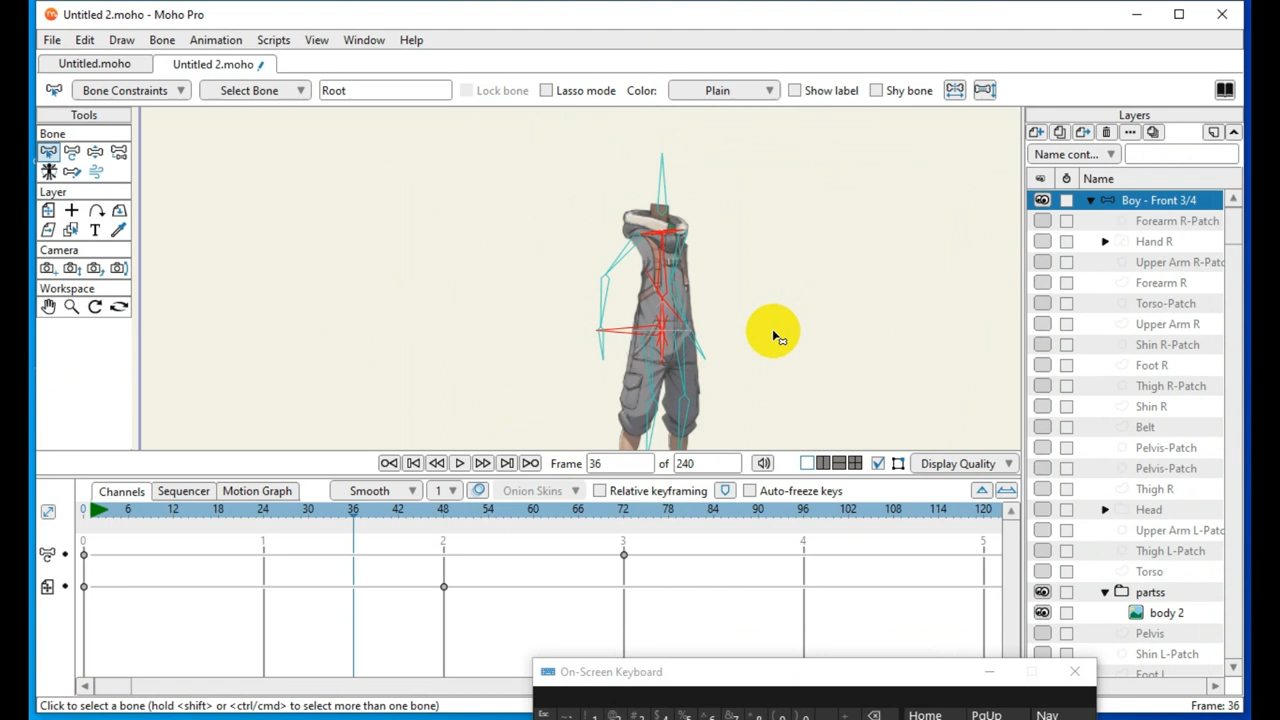 Untitled 2.moho - Moho Pro
File Edit Draw Bone Animation Scripts View Window Help
Untitled.moho Untitled 2.moho
Bone Constraints Select Bone Root Lock bone Lasso mode Color: Plain Show label Shy bone
Tools
Bone
Layer
T
Camera
Workspace
Layers
Name cont...
Name
Boy - Front 3/4
Forearm R-Patch
Hand R
Upper Arm R-Patc
Forearm R
Torso-Patch
Upper Arm R
Shin R-Patch
Foot R
Thigh R-Patch
Shin R
Belt
Pelvis-Patch
Pelvis-Patch
Thigh R
Head
Upper Arm L-Patc
Thigh L-Patch
Torso
partss
body 2
Pelvis
Shin L-Patch
Foot L
Frame 36 of 240 Display Quality
Channels Sequencer Motion Graph Smooth 1 Onion Skins Relative keyframing Auto-freeze keys
0 6 12 18 24 30 36 42 48 54 60 66 72 78 84 90 96 102 108 114 120
0 1 2 3 4 5
On-Screen Keyboard
Esc Home PgUp Nav
Click to select a bone (hold <shift> or <ctrl/cmd> to select more than one bone) Frame: 36